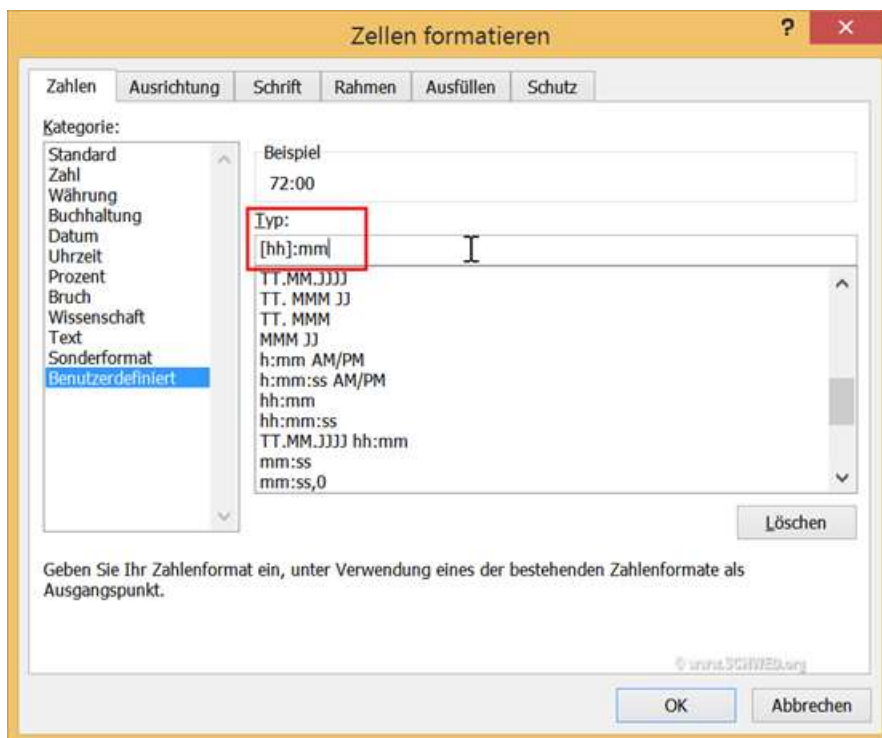 Zellen formatieren
?
Zahlen Ausrichtung Schrift Rahmen Ausfüllen Schutz
Kategorie:
Standard
Zahl
Währung
Buchhaltung
Datum
Uhrzeit
Prozent
Bruch
Wissenschaft
Text
Sonderformat
Benutzerdefiniert
Beispiel
72:00
Typ:
[hh]:mm
TT.MM.JJJJ
TT. MMM JJ
TT. MMM
MMM JJ
h:mm AM/PM
h:mm:ss AM/PM
hh:mm
hh:mm:ss
TT.MM.JJJJ hh:mm
mm:ss
mm:ss,0
Löschen
Geben Sie Ihr Zahlenformat ein, unter Verwendung eines der bestehenden Zahlenformate als
Ausgangspunkt.
© www.SCHWED.org
OK Abbrechen